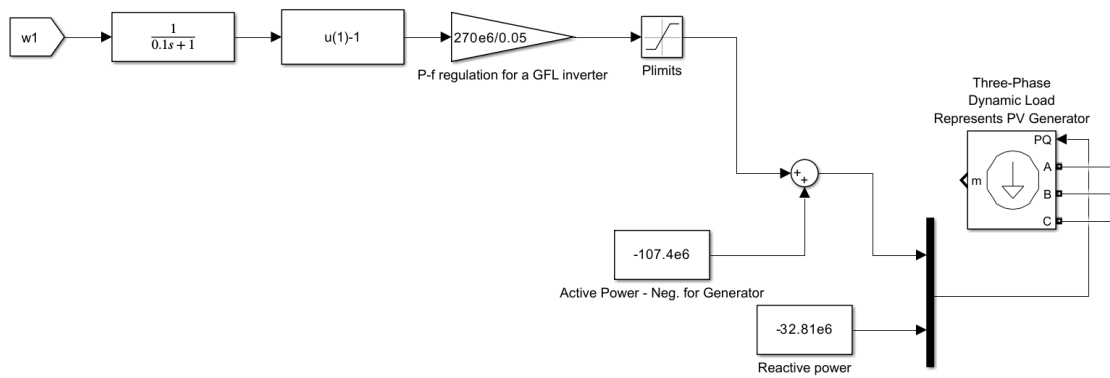 w1
1
0.1s + 1
u(1)-1
270e6/0.05
P-f regulation for a GFL inverter
Plimits
Three-Phase
Dynamic Load
Represents PV Generator
PQ
m
A
B
C
+
+
-107.4e6
Active Power - Neg. for Generator
-32.81e6
Reactive power